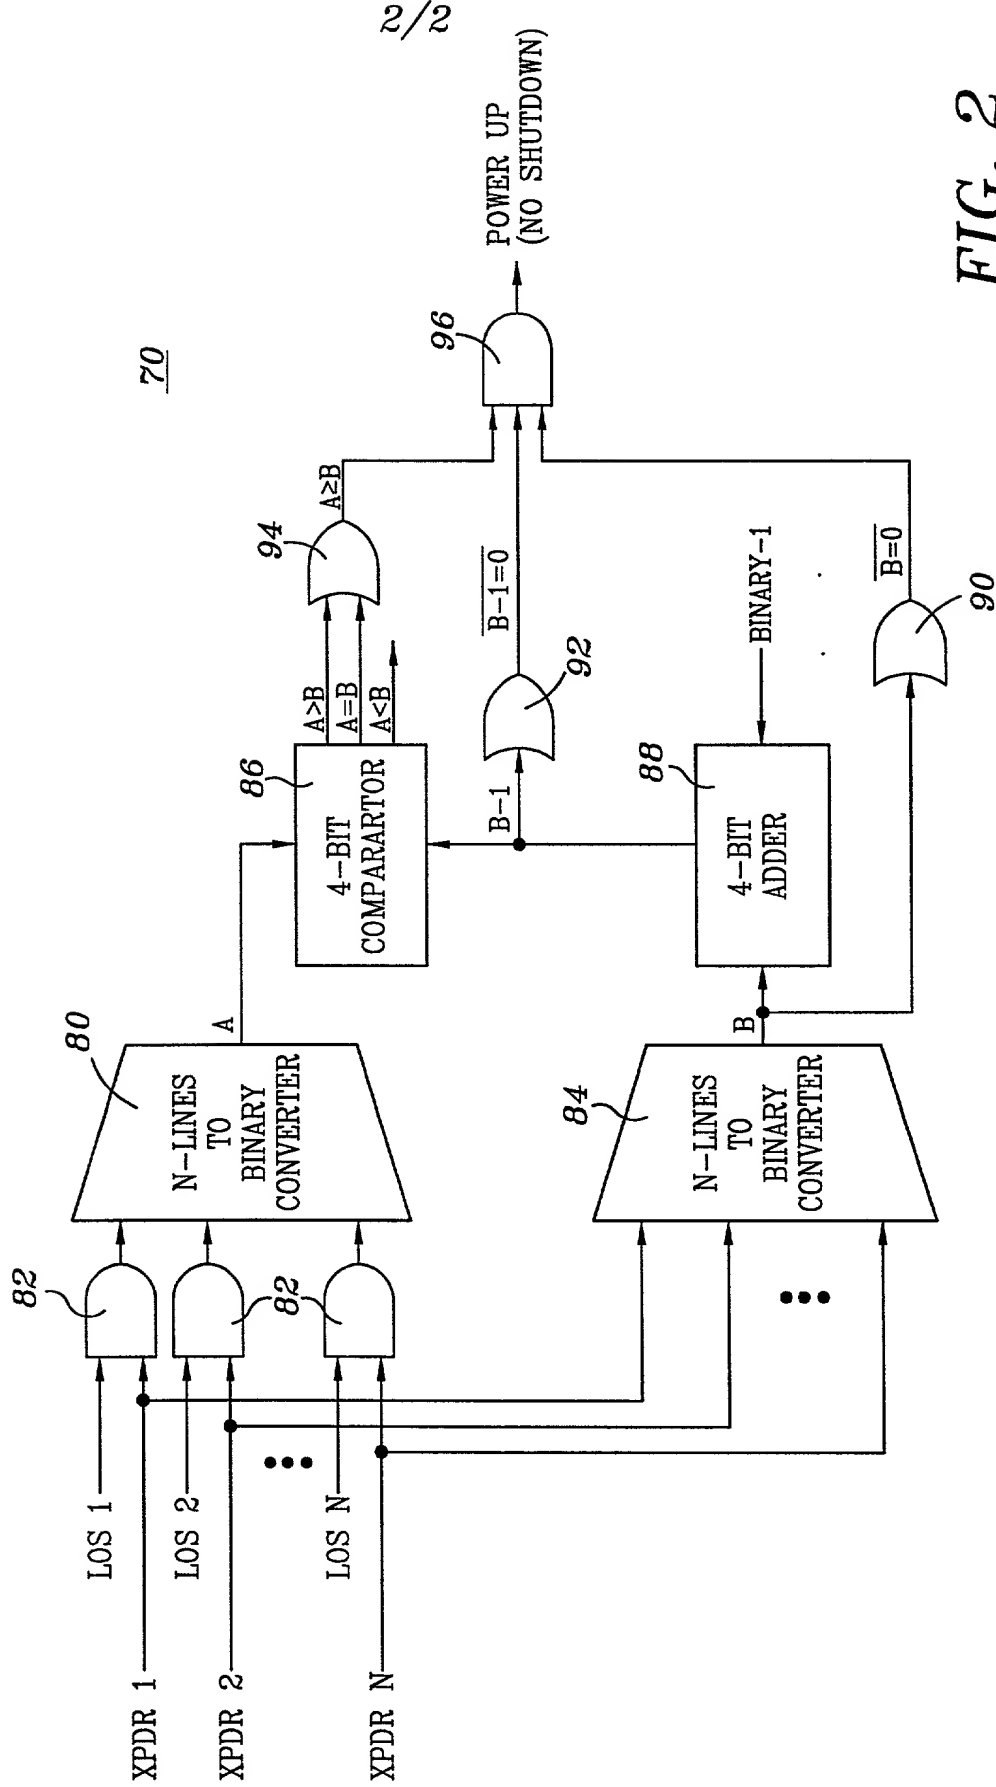 2/2
70
LOS 1
XPDR 1
LOS 2
XPDR 2
LOS N
XPDR N
82
82
80
N-LINES
TO
BINARY
CONVERTER
A
84
N-LINES
TO
BINARY
CONVERTER
B
86
4-BIT
COMPARARTOR
A>B
A=B
A<B
88
4-BIT
ADDER
BINARY-1
B-1
94
A≥B
92
B-1=0
90
B=0
96
POWER UP
(NO SHUTDOWN)
FIG. 2